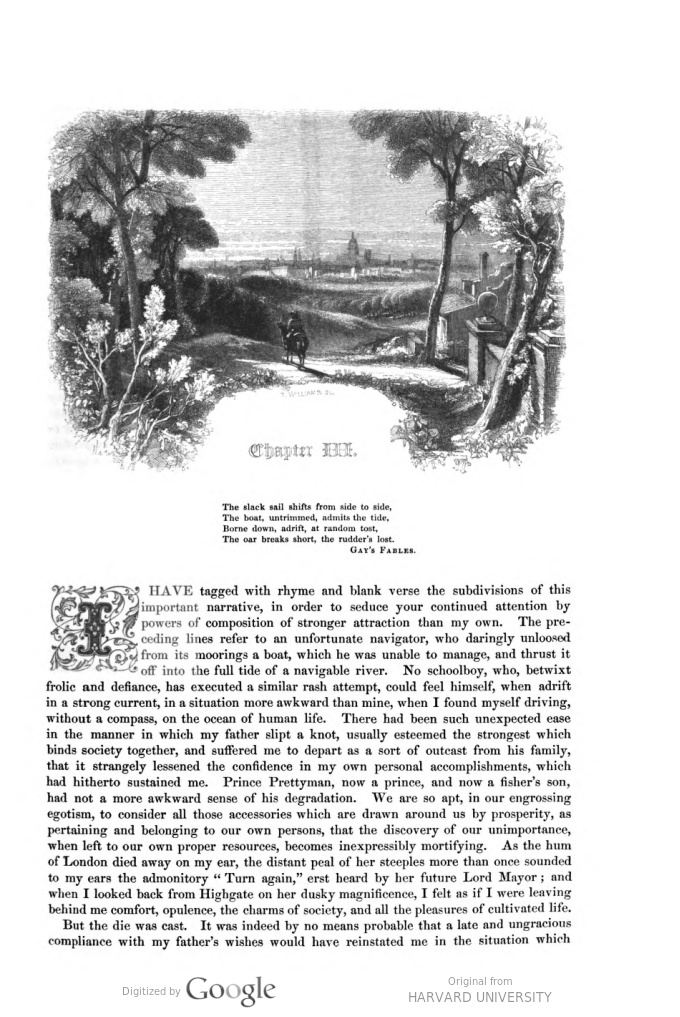 T. WILLIAMS SC.
Chapter III.
The slack sail shifts from side to side,
The boat, untrimmed, admits the tide,
Borne down, adrift, at random tost,
The oar breaks short, the rudder's lost.
GAY'S FABLES.
I HAVE tagged with rhyme and blank verse the subdivisions of this
important narrative, in order to seduce your continued attention by
powers of composition of stronger attraction than my own. The pre-
ceding lines refer to an unfortunate navigator, who daringly unloosed
from its moorings a boat, which he was unable to manage, and thrust it
off into the full tide of a navigable river. No schoolboy, who, betwixt
frolic and defiance, has executed a similar rash attempt, could feel himself, when adrift
in a strong current, in a situation more awkward than mine, when I found myself driving,
without a compass, on the ocean of human life. There had been such unexpected ease
in the manner in which my father slipt a knot, usually esteemed the strongest which
binds society together, and suffered me to depart as a sort of outcast from his family,
that it strangely lessened the confidence in my own personal accomplishments, which
had hitherto sustained me. Prince Prettyman, now a prince, and now a fisher's son,
had not a more awkward sense of his degradation. We are so apt, in our engrossing
egotism, to consider all those accessories which are drawn around us by prosperity, as
pertaining and belonging to our own persons, that the discovery of our unimportance,
when left to our own proper resources, becomes inexpressibly mortifying. As the hum
of London died away on my ear, the distant peal of her steeples more than once sounded
to my ears the admonitory “ Turn again,” erst heard by her future Lord Mayor ; and
when I looked back from Highgate on her dusky magnificence, I felt as if I were leaving
behind me comfort, opulence, the charms of society, and all the pleasures of cultivated life.
But the die was cast. It was indeed by no means probable that a late and ungracious
compliance with my father's wishes would have reinstated me in the situation which
Digitized by Google
Original from
HARVARD UNIVERSITY